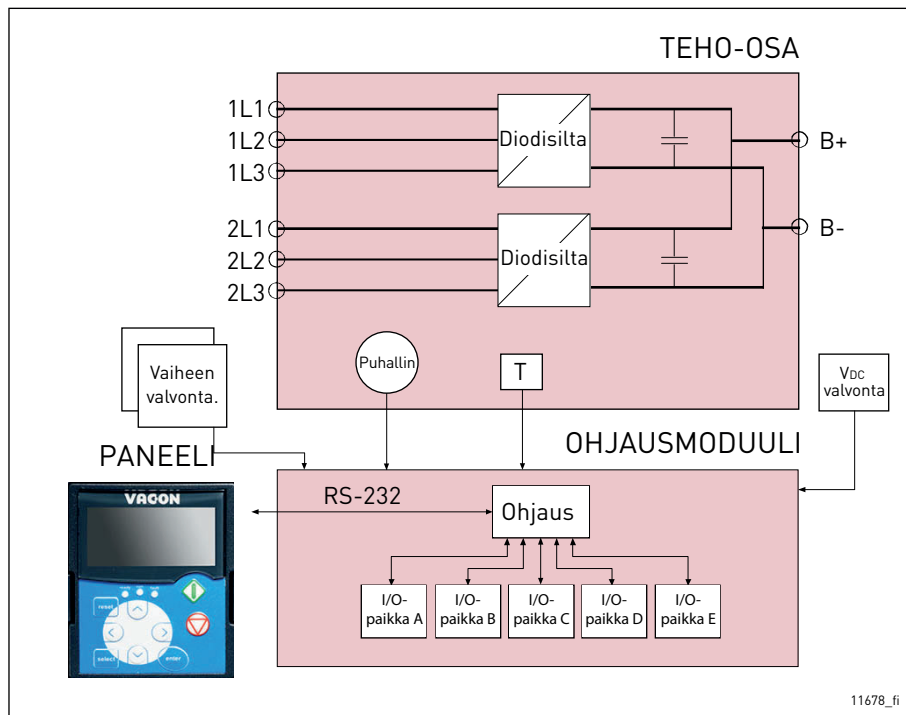 TEHO-OSA
1L1
1L2
1L3
Diodisilta
B+
2L1
2L2
2L3
Diodisilta
B-
Vaiheen
valvonta.
Puhallin
T
VDC
valvonta
PANEELI
OHJAUSMODUULI
VACON
RS-232
Ohjaus
reset
select
enter
I/O-
paikka A
I/O-
paikka B
I/O-
paikka C
I/O-
paikka D
I/O-
paikka E
11678_fi